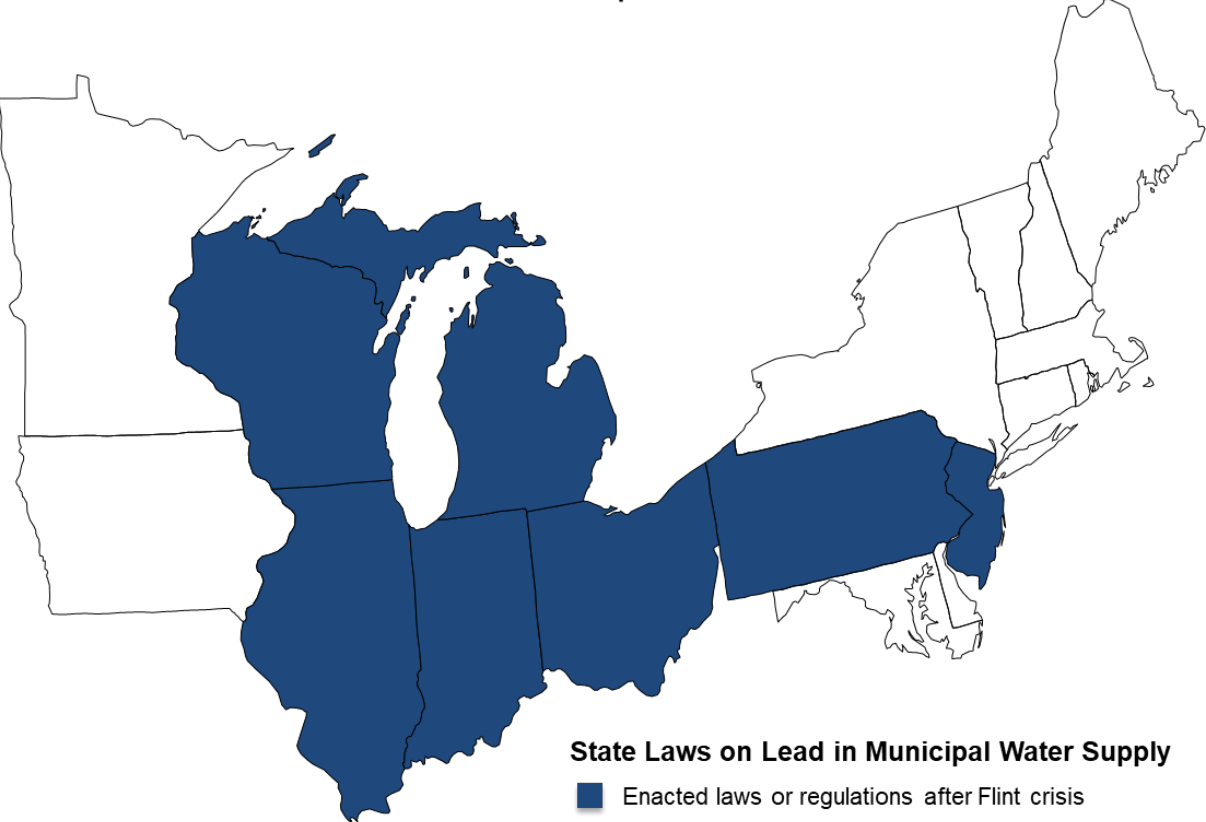 State Laws on Lead in Municipal Water Supply
Enacted laws or regulations after Flint crisis